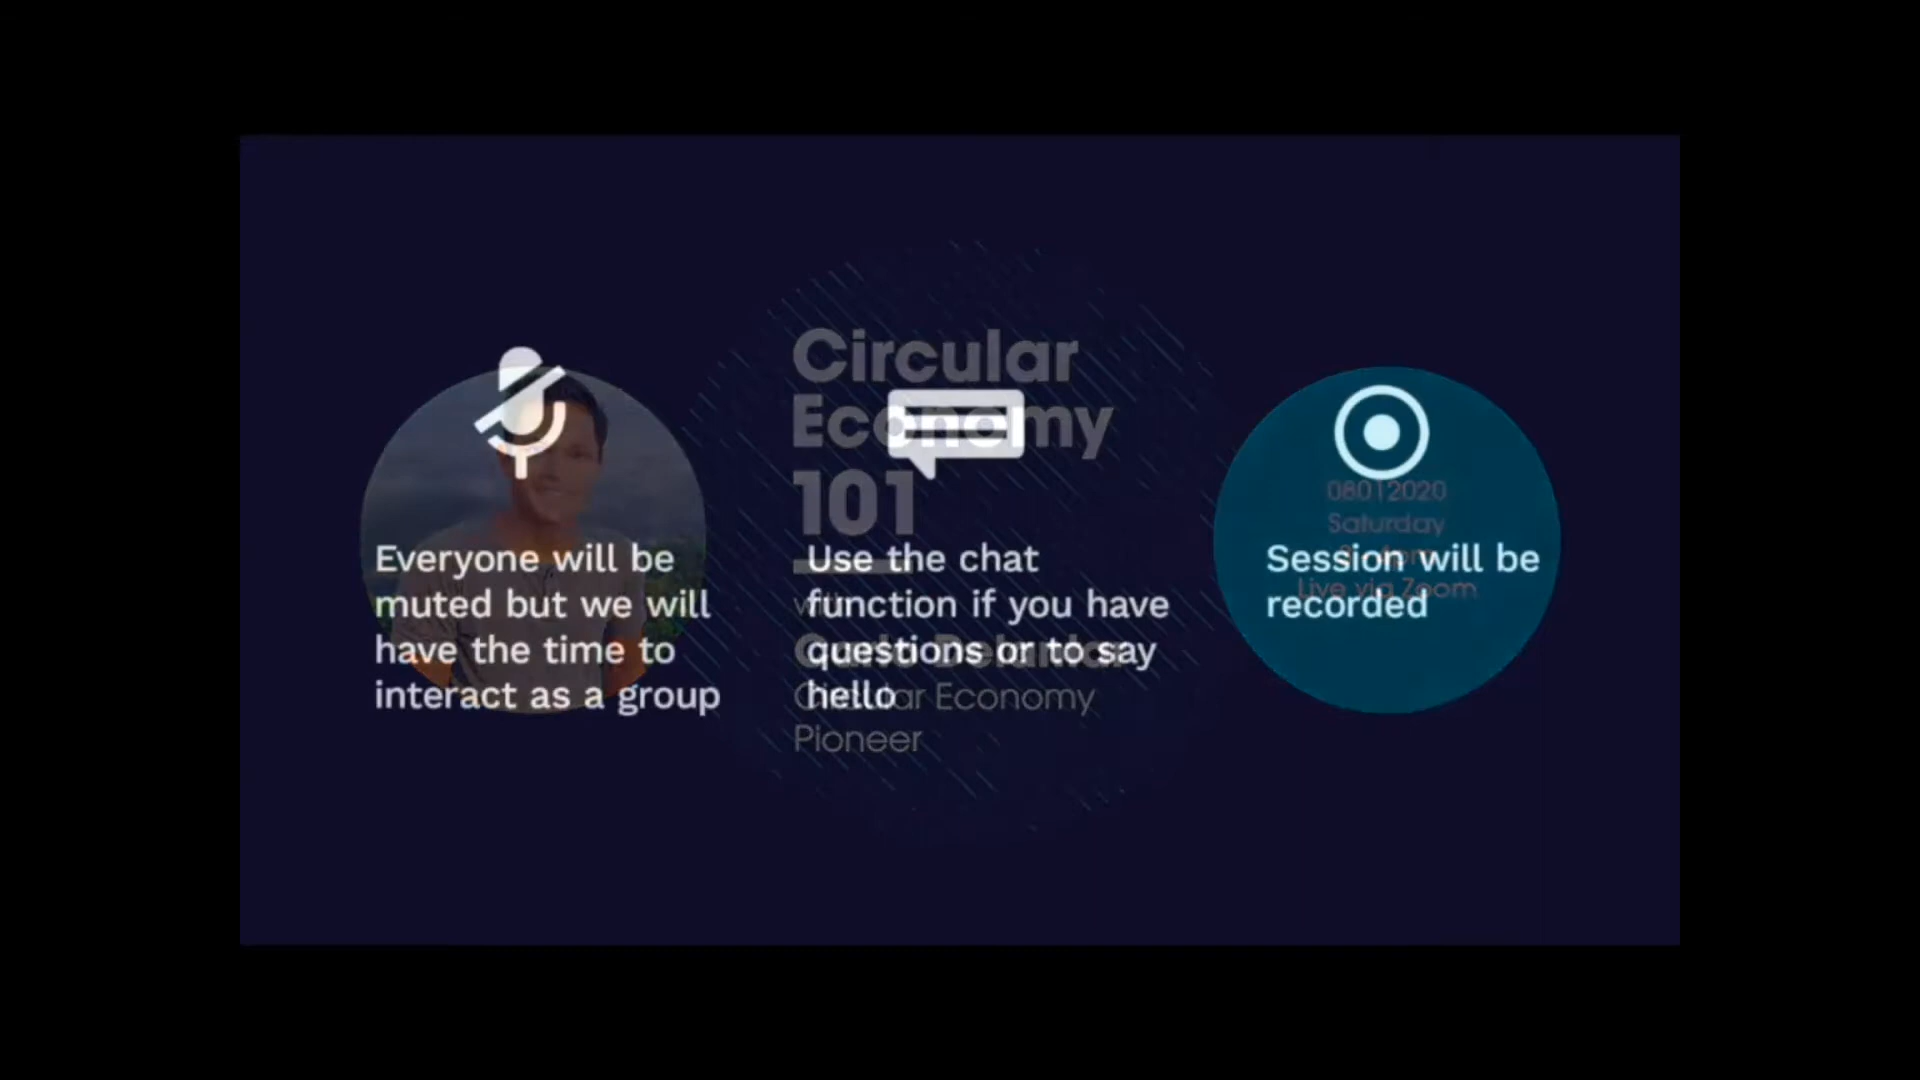 Everyone will be
muted but we will
have the time to
interact as a group
Use the chat
function if you have
questions or to say
hello
Session will be
recorded
Circular
Economy
101
with
Circular Economy
Pioneer
08012020
Saturday
Live via Zoom